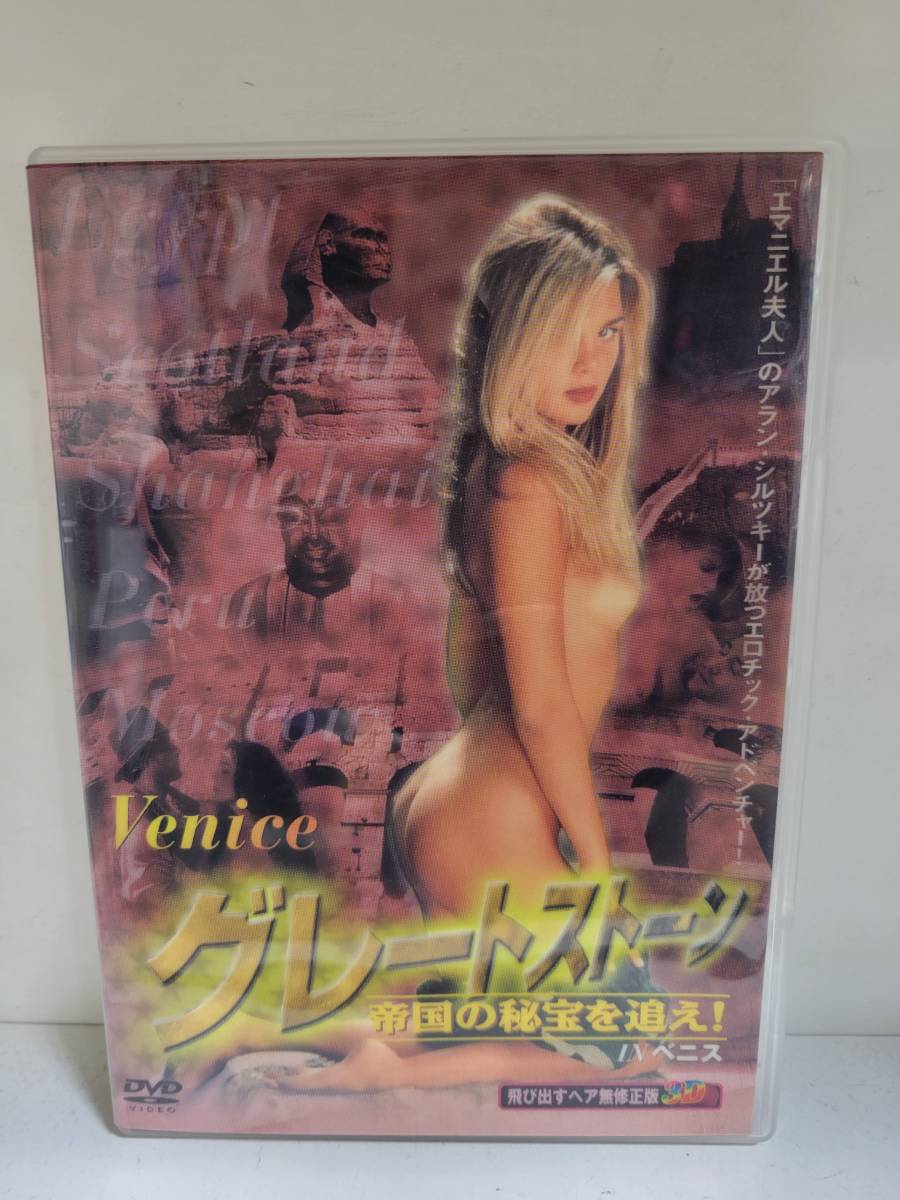 Egypt
Scotland
Shanghai
Peru
Moscow
Venice
「エマニエル夫人」のアラン・シルツキーが放つエロチック・アドベンチャー！
グレートストーン
帝国の秘宝を追え！
IN ベニス
DVD
VIDEO
飛び出すヘア無修正版 3D